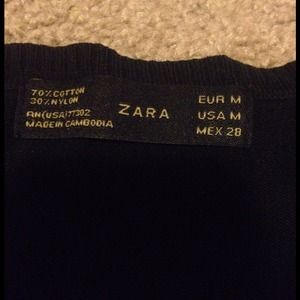 70% COTTON
30% NYLON
RN(USA)77302
MADE IN CAMBODIA
ZARA
EUR M
USA M
MEX 28